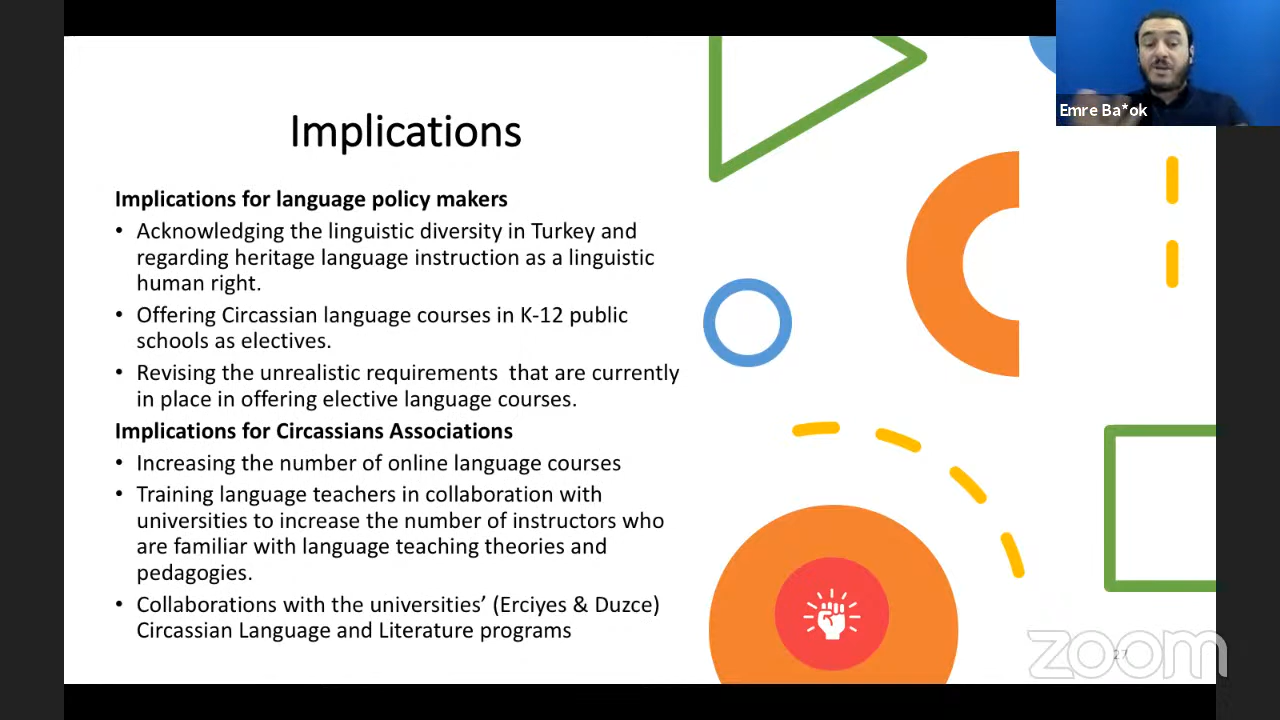 Implications
Implications for language policy makers
• Acknowledging the linguistic diversity in Turkey and
regarding heritage language instruction as a linguistic
human right.
• Offering Circassian language courses in K-12 public
schools as electives.
• Revising the unrealistic requirements  that are currently
in place in offering elective language courses.
Implications for Circassians Associations
• Increasing the number of online language courses
• Training language teachers in collaboration with
universities to increase the number of instructors who
are familiar with language teaching theories and
pedagogies.
• Collaborations with the universities’ (Erciyes & Duzce)
Circassian Language and Literature programs
Emre Ba*ok
27
zoom